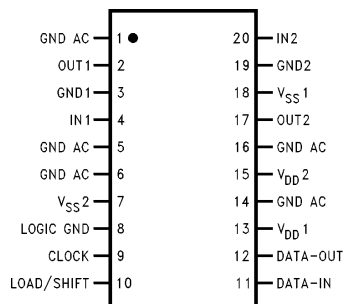 GND AC 1 20 IN2
OUT1 2 19 GND2
GND1 3 18 VSS1
IN1 4 17 OUT2
GND AC 5 16 GND AC
GND AC 6 15 VDD2
VSS2 7 14 GND AC
LOGIC GND 8 13 VDD1
CLOCK 9 12 DATA-OUT
LOAD/SHIFT 10 11 DATA-IN